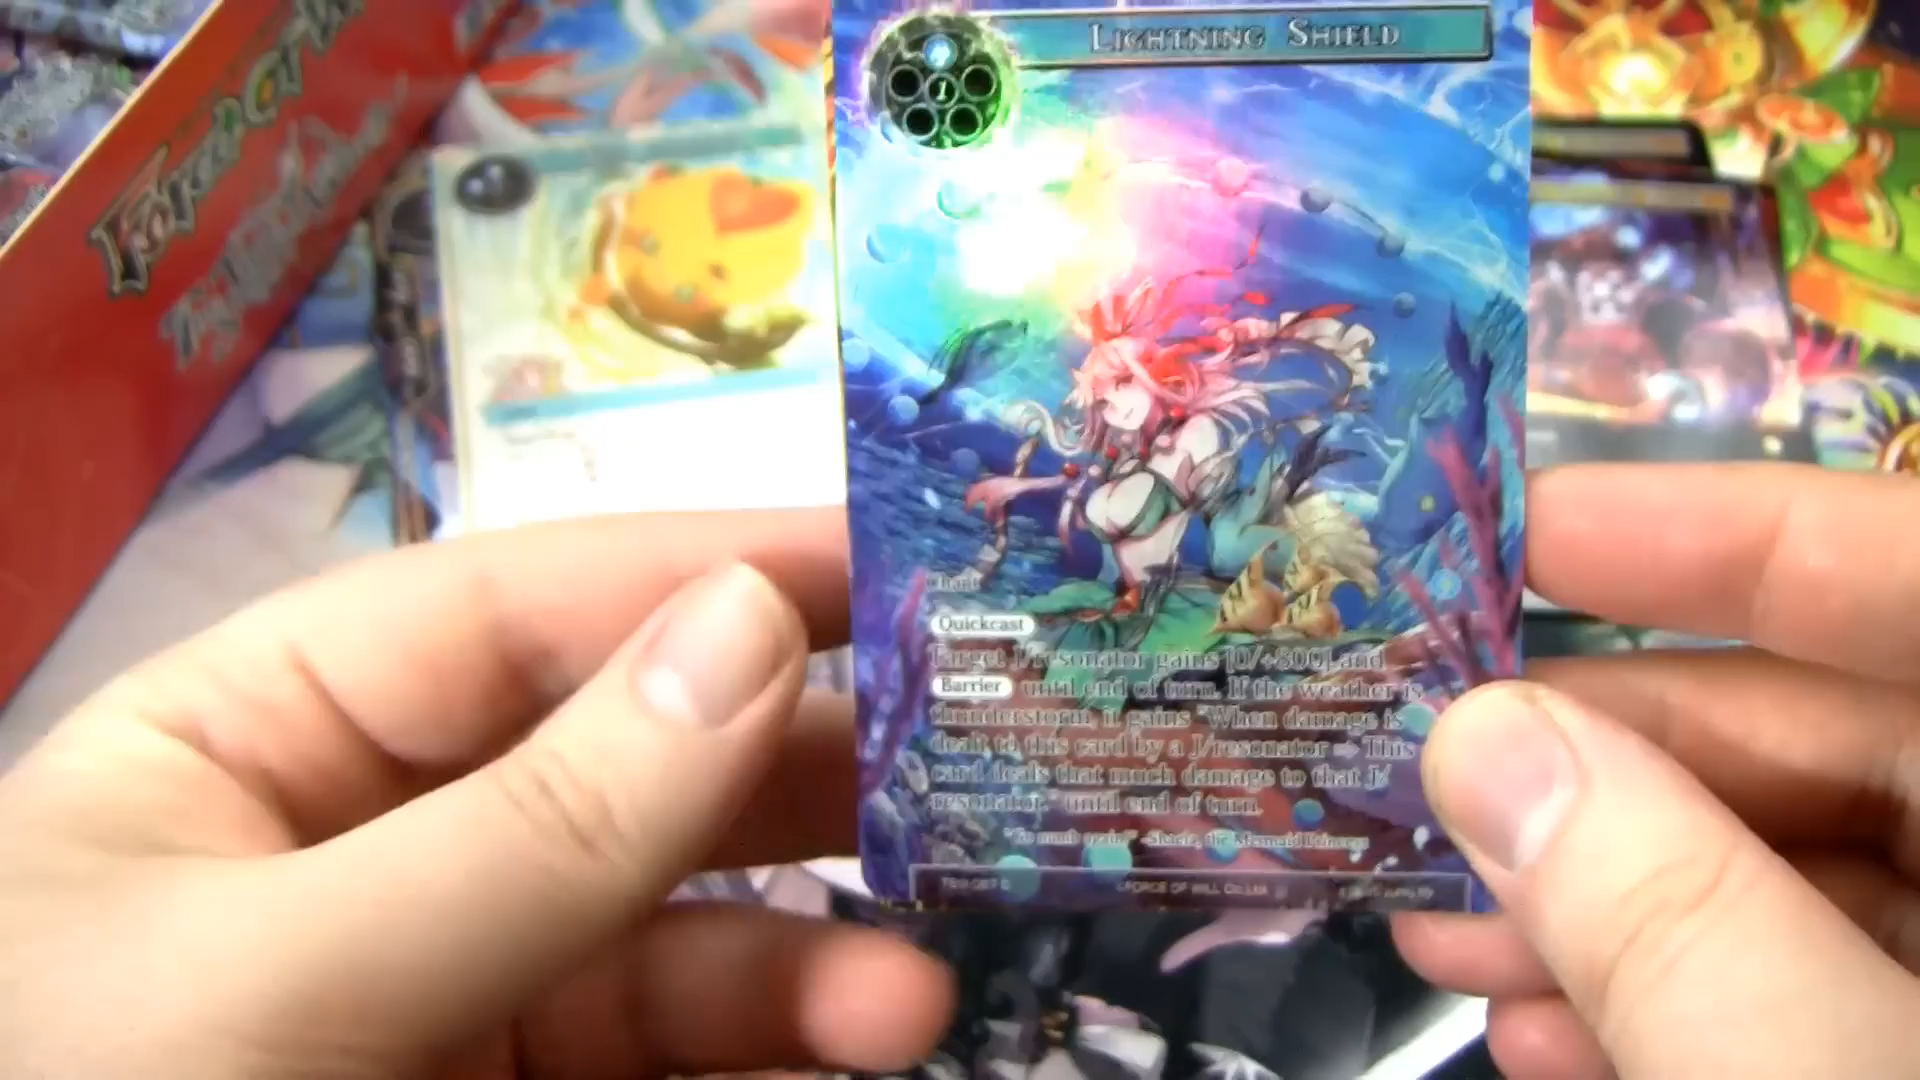 LIGHTNING SHIELD
1
Chant
Quickcast
Target J/resonator gains [0/+800] and
Barrier until end of turn. If the weather is
thunderstorm, it gains "When damage is
dealt to this card by a J/resonator ➡ This
card deals that much damage to that J/
resonator." until end of turn.
-Shaela, the Mermaid Princess
FORCE OF WILL Co.,Ltd.